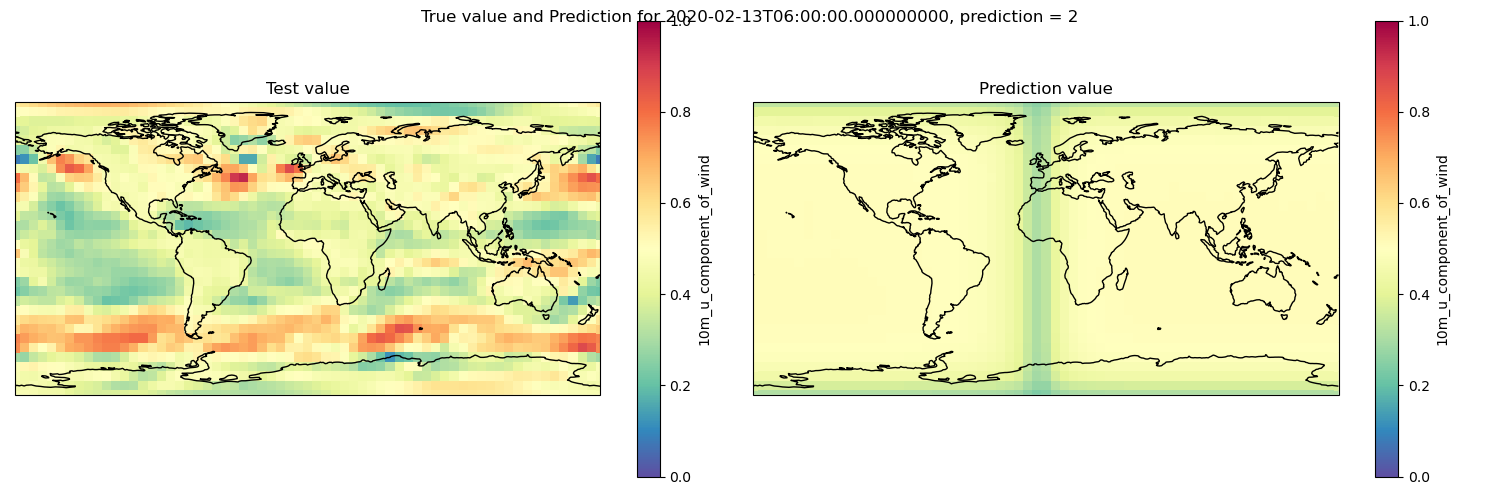 True value and Prediction for 2020-02-13T06:00:00.000000000, prediction = 2
Test value
1.0
0.8
0.6
0.4
0.2
0.0
10m_u_component_of_wind
Prediction value
1.0
0.8
0.6
0.4
0.2
0.0
10m_u_component_of_wind